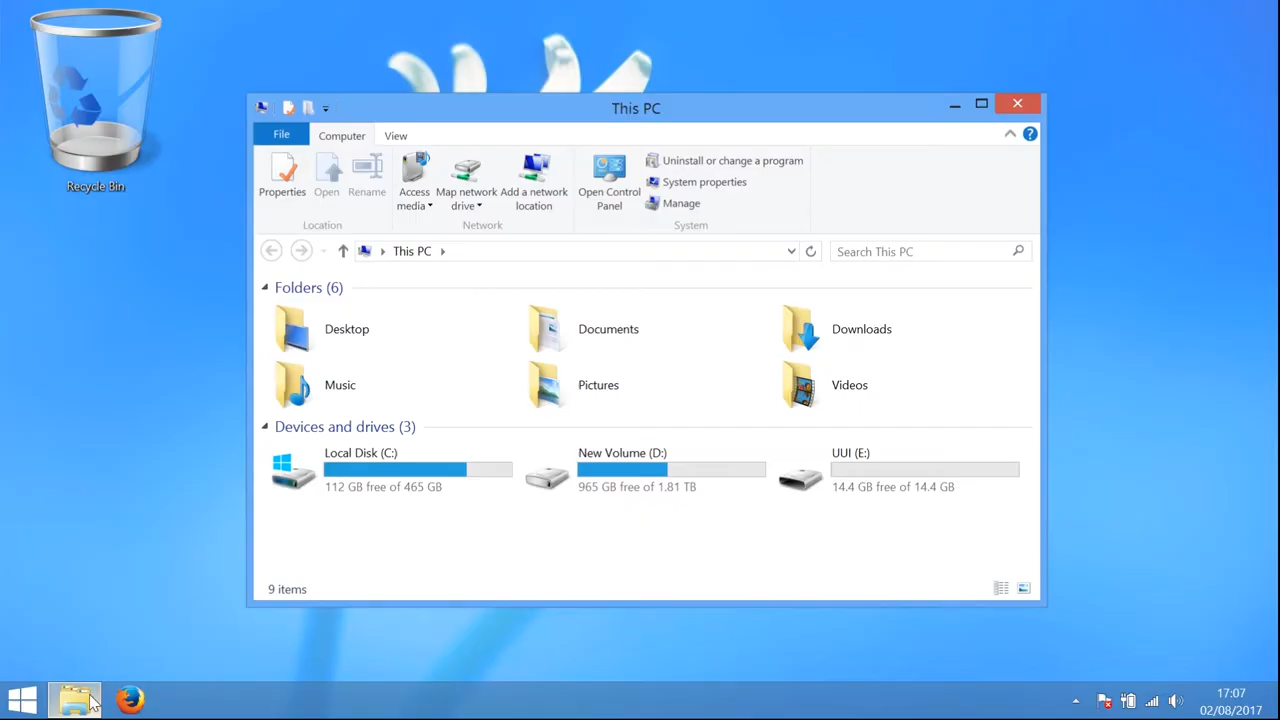 Recycle Bin
This PC
File
Computer
View
Properties
Open
Rename
Access media
Map network drive
Add a network location
Open Control Panel
Uninstall or change a program
System properties
Manage
Location
Network
System
This PC
Search This PC
Folders (6)
Desktop
Documents
Downloads
Music
Pictures
Videos
Devices and drives (3)
Local Disk (C:)
112 GB free of 465 GB
New Volume (D:)
965 GB free of 1.81 TB
UUI (E:)
14.4 GB free of 14.4 GB
9 items
17:07
02/08/2017